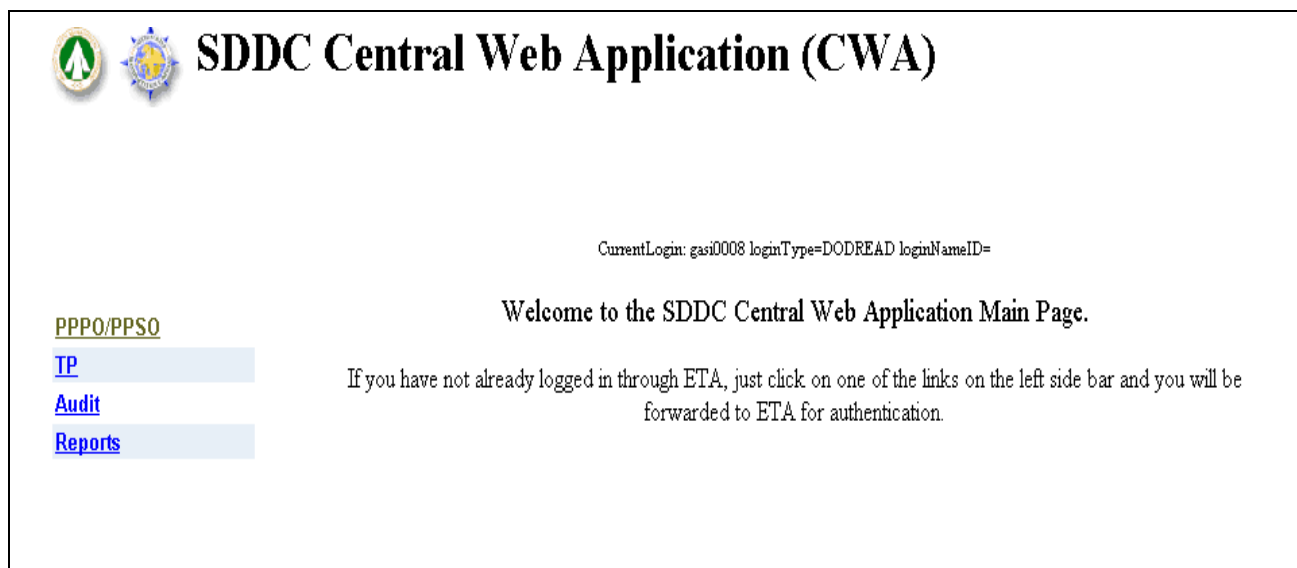 SDDC Central Web Application (CWA)
CurrentLogin: gasi0008 loginType=DODREAD loginNameID=
Welcome to the SDDC Central Web Application Main Page.
If you have not already logged in through ETA, just click on one of the links on the left side bar and you will be
forwarded to ETA for authentication.
PPPO/PPSO
TP
Audit
Reports